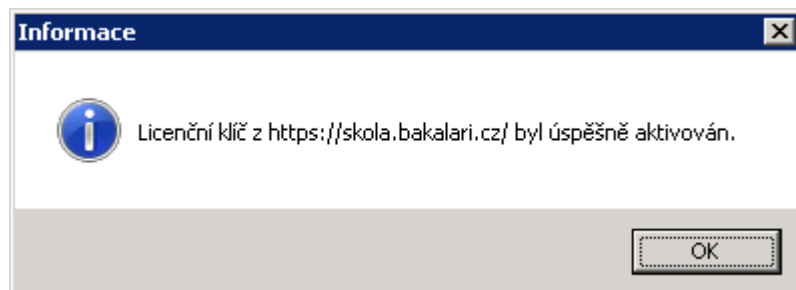 Informace
Licenční klíč z https://skola.bakalari.cz/ byl úspěšně aktivován.
OK